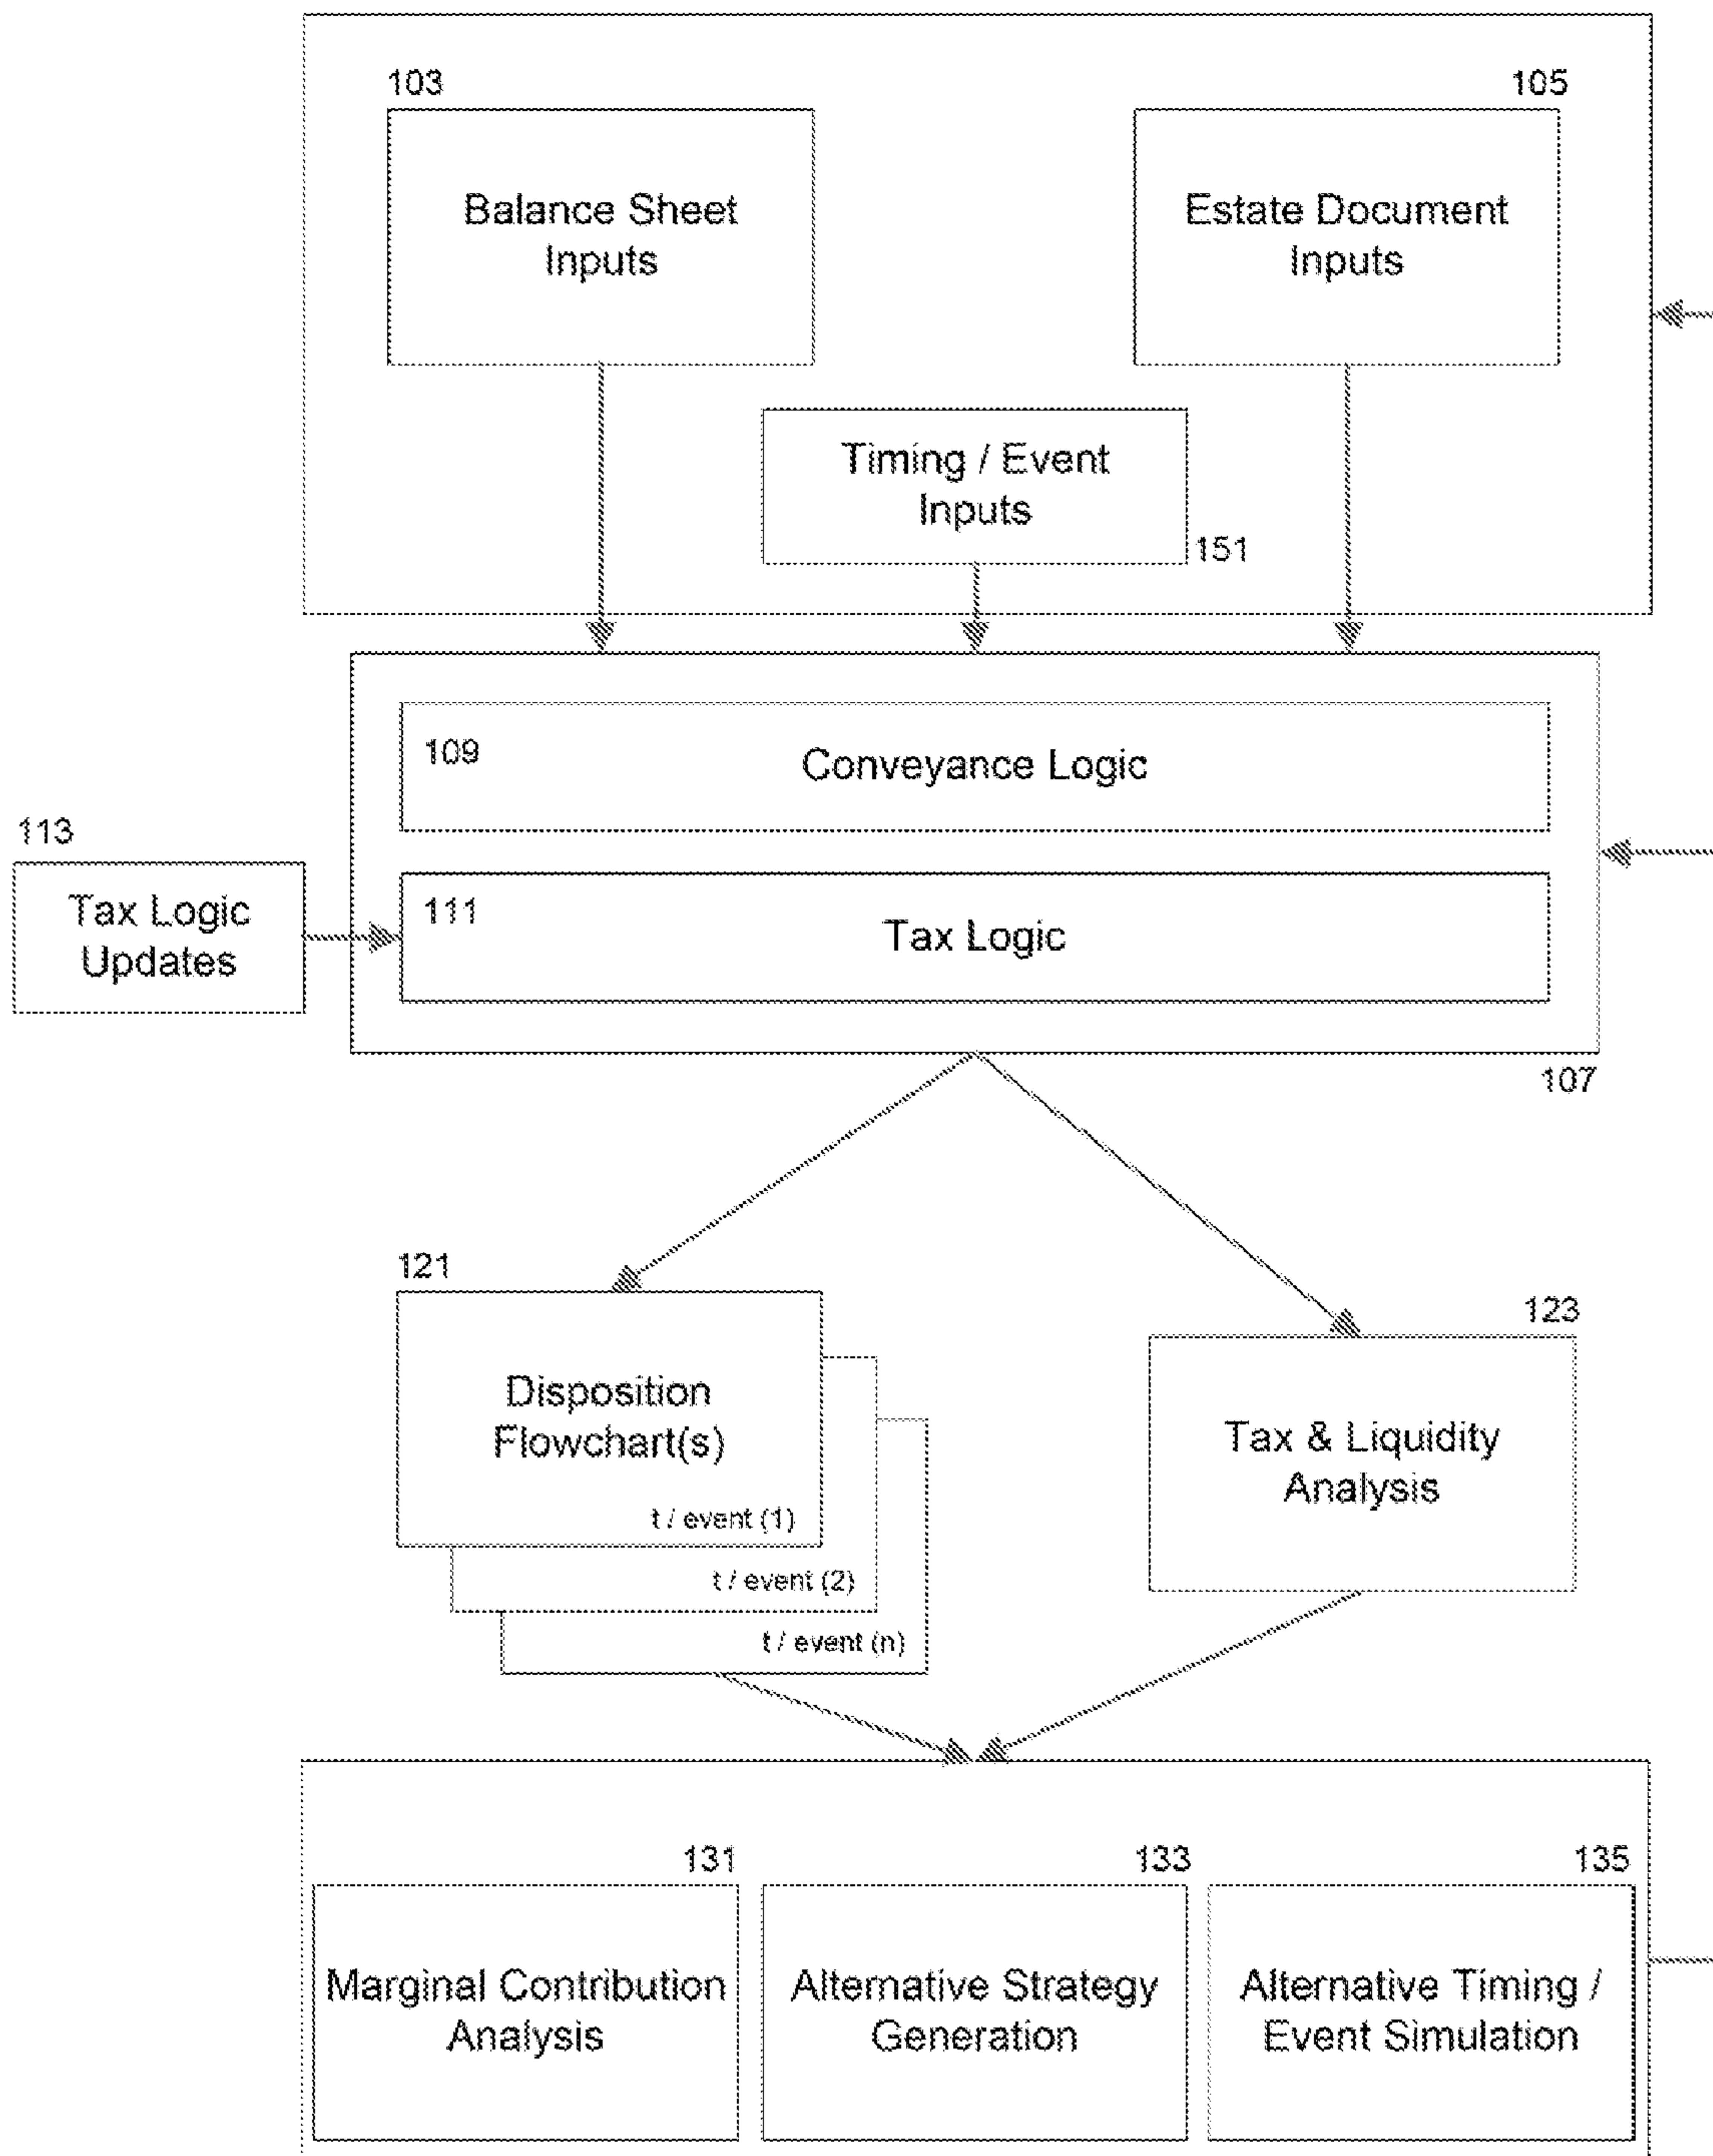 103
105
Balance Sheet
Inputs
Estate Document
Inputs
Timing / Event
Inputs
151
109
Conveyance Logic
113
Tax Logic
Updates
111
Tax Logic
107
121
123
Disposition
Flowchart(s)
t / event (1)
t / event (2)
t / event (n)
Tax & Liquidity
Analysis
131
133
135
Marginal Contribution
Analysis
Alternative Strategy
Generation
Alternative Timing /
Event Simulation